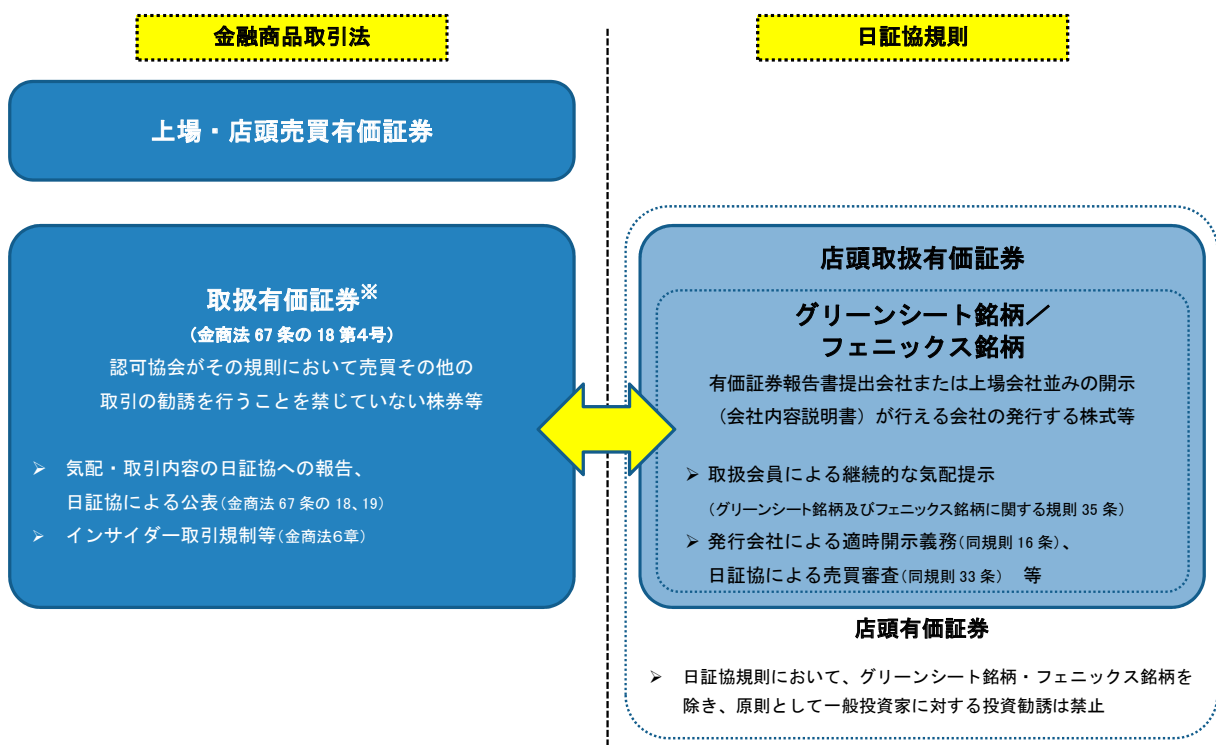 金融商品取引法
上場・店頭売買有価証券
取扱有価証券※
(金商法 67 条の 18 第4号)
認可協会がその規則において売買その他の
取引の勧誘を行うことを禁じていない株券等
➢ 気配・取引内容の日証協への報告、
日証協による公表(金商法 67 条の 18、19)
➢ インサイダー取引規制等(金商法6章)
日証協規則
店頭取扱有価証券
グリーンシート銘柄／
フェニックス銘柄
有価証券報告書提出会社または上場会社並みの開示
（会社内容説明書）が行える会社の発行する株式等
➢ 取扱会員による継続的な気配提示
(グリーンシート銘柄及びフェニックス銘柄に関する規則 35 条)
➢ 発行会社による適時開示義務(同規則 16 条)、
日証協による売買審査(同規則 33 条)　等
店頭有価証券
➢ 日証協規則において、グリーンシート銘柄・フェニックス銘柄を
除き、原則として一般投資家に対する投資勧誘は禁止